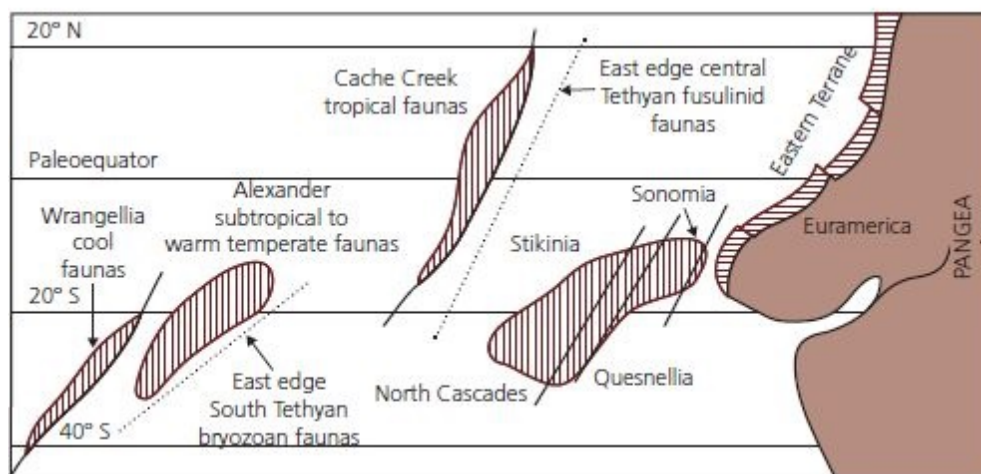 20° N
Cache Creek
tropical faunas
East edge central
Tethyan fusulinid
faunas
Eastern Terrane
Paleoequator
Alexander
subtropical to
warm temperate faunas
Wrangellia
cool
faunas
Sonomia
Stikinia
Euramerica
PANGEA
20° S
East edge
South Tethyan
bryozoan faunas
North Cascades
Quesnellia
40° S